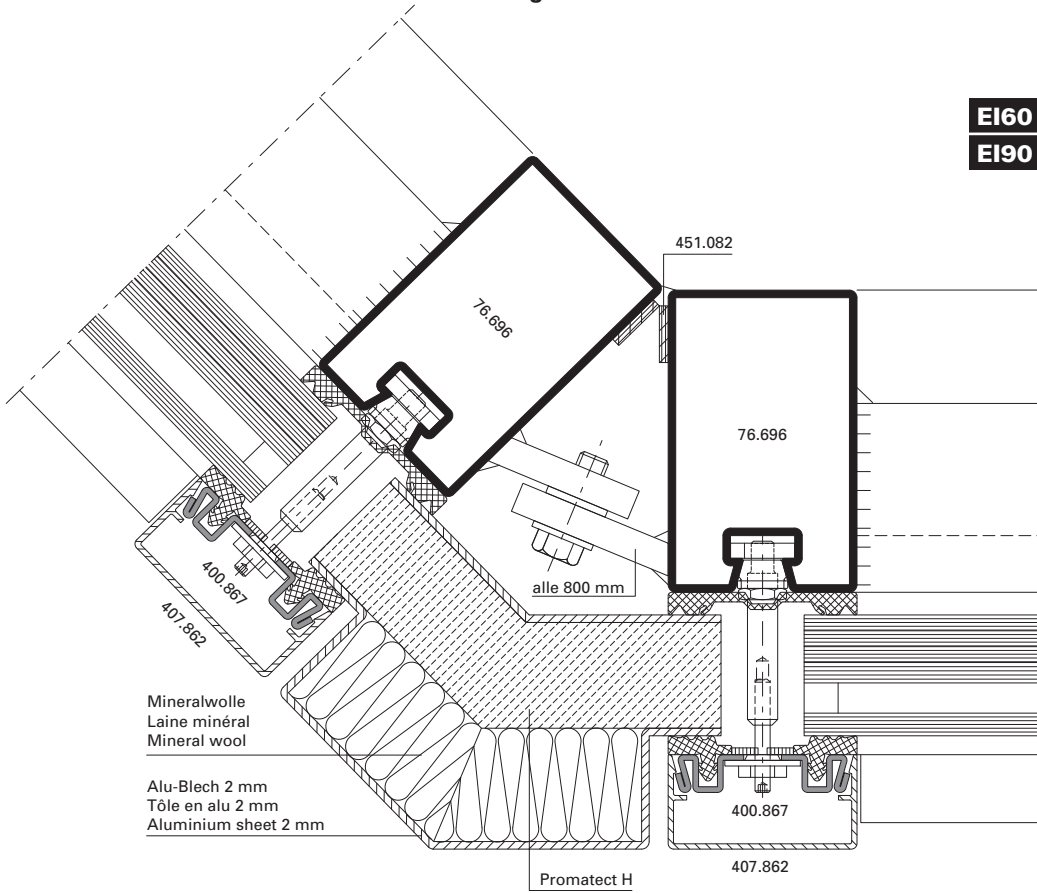 EI60
EI90
451.082
76.696
76.696
alle 800 mm
400.867
407.862
Mineralwolle
Laine minéral
Mineral wool
Alu-Blech 2 mm
Tôle en alu 2 mm
Aluminium sheet 2 mm
400.867
407.862
Promatect H